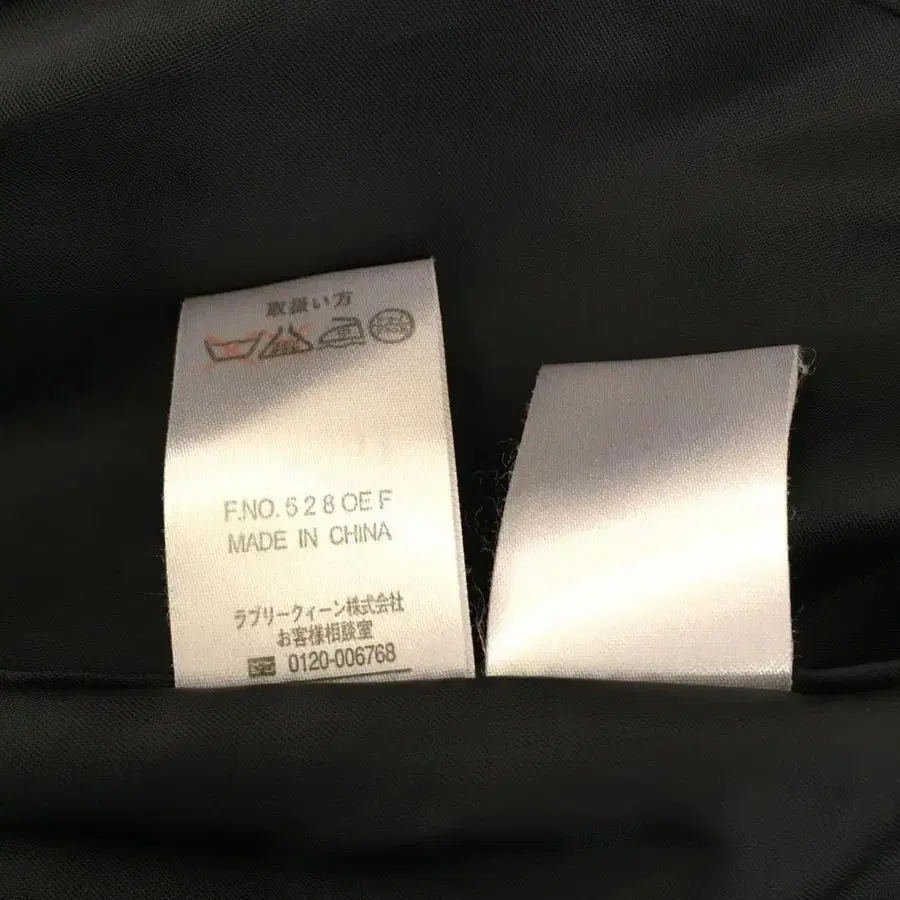 取扱い方
F.NO. 5 2 8 OE F
MADE IN CHINA
ラブリークィーン株式会社
お客様相談室
0120-006768